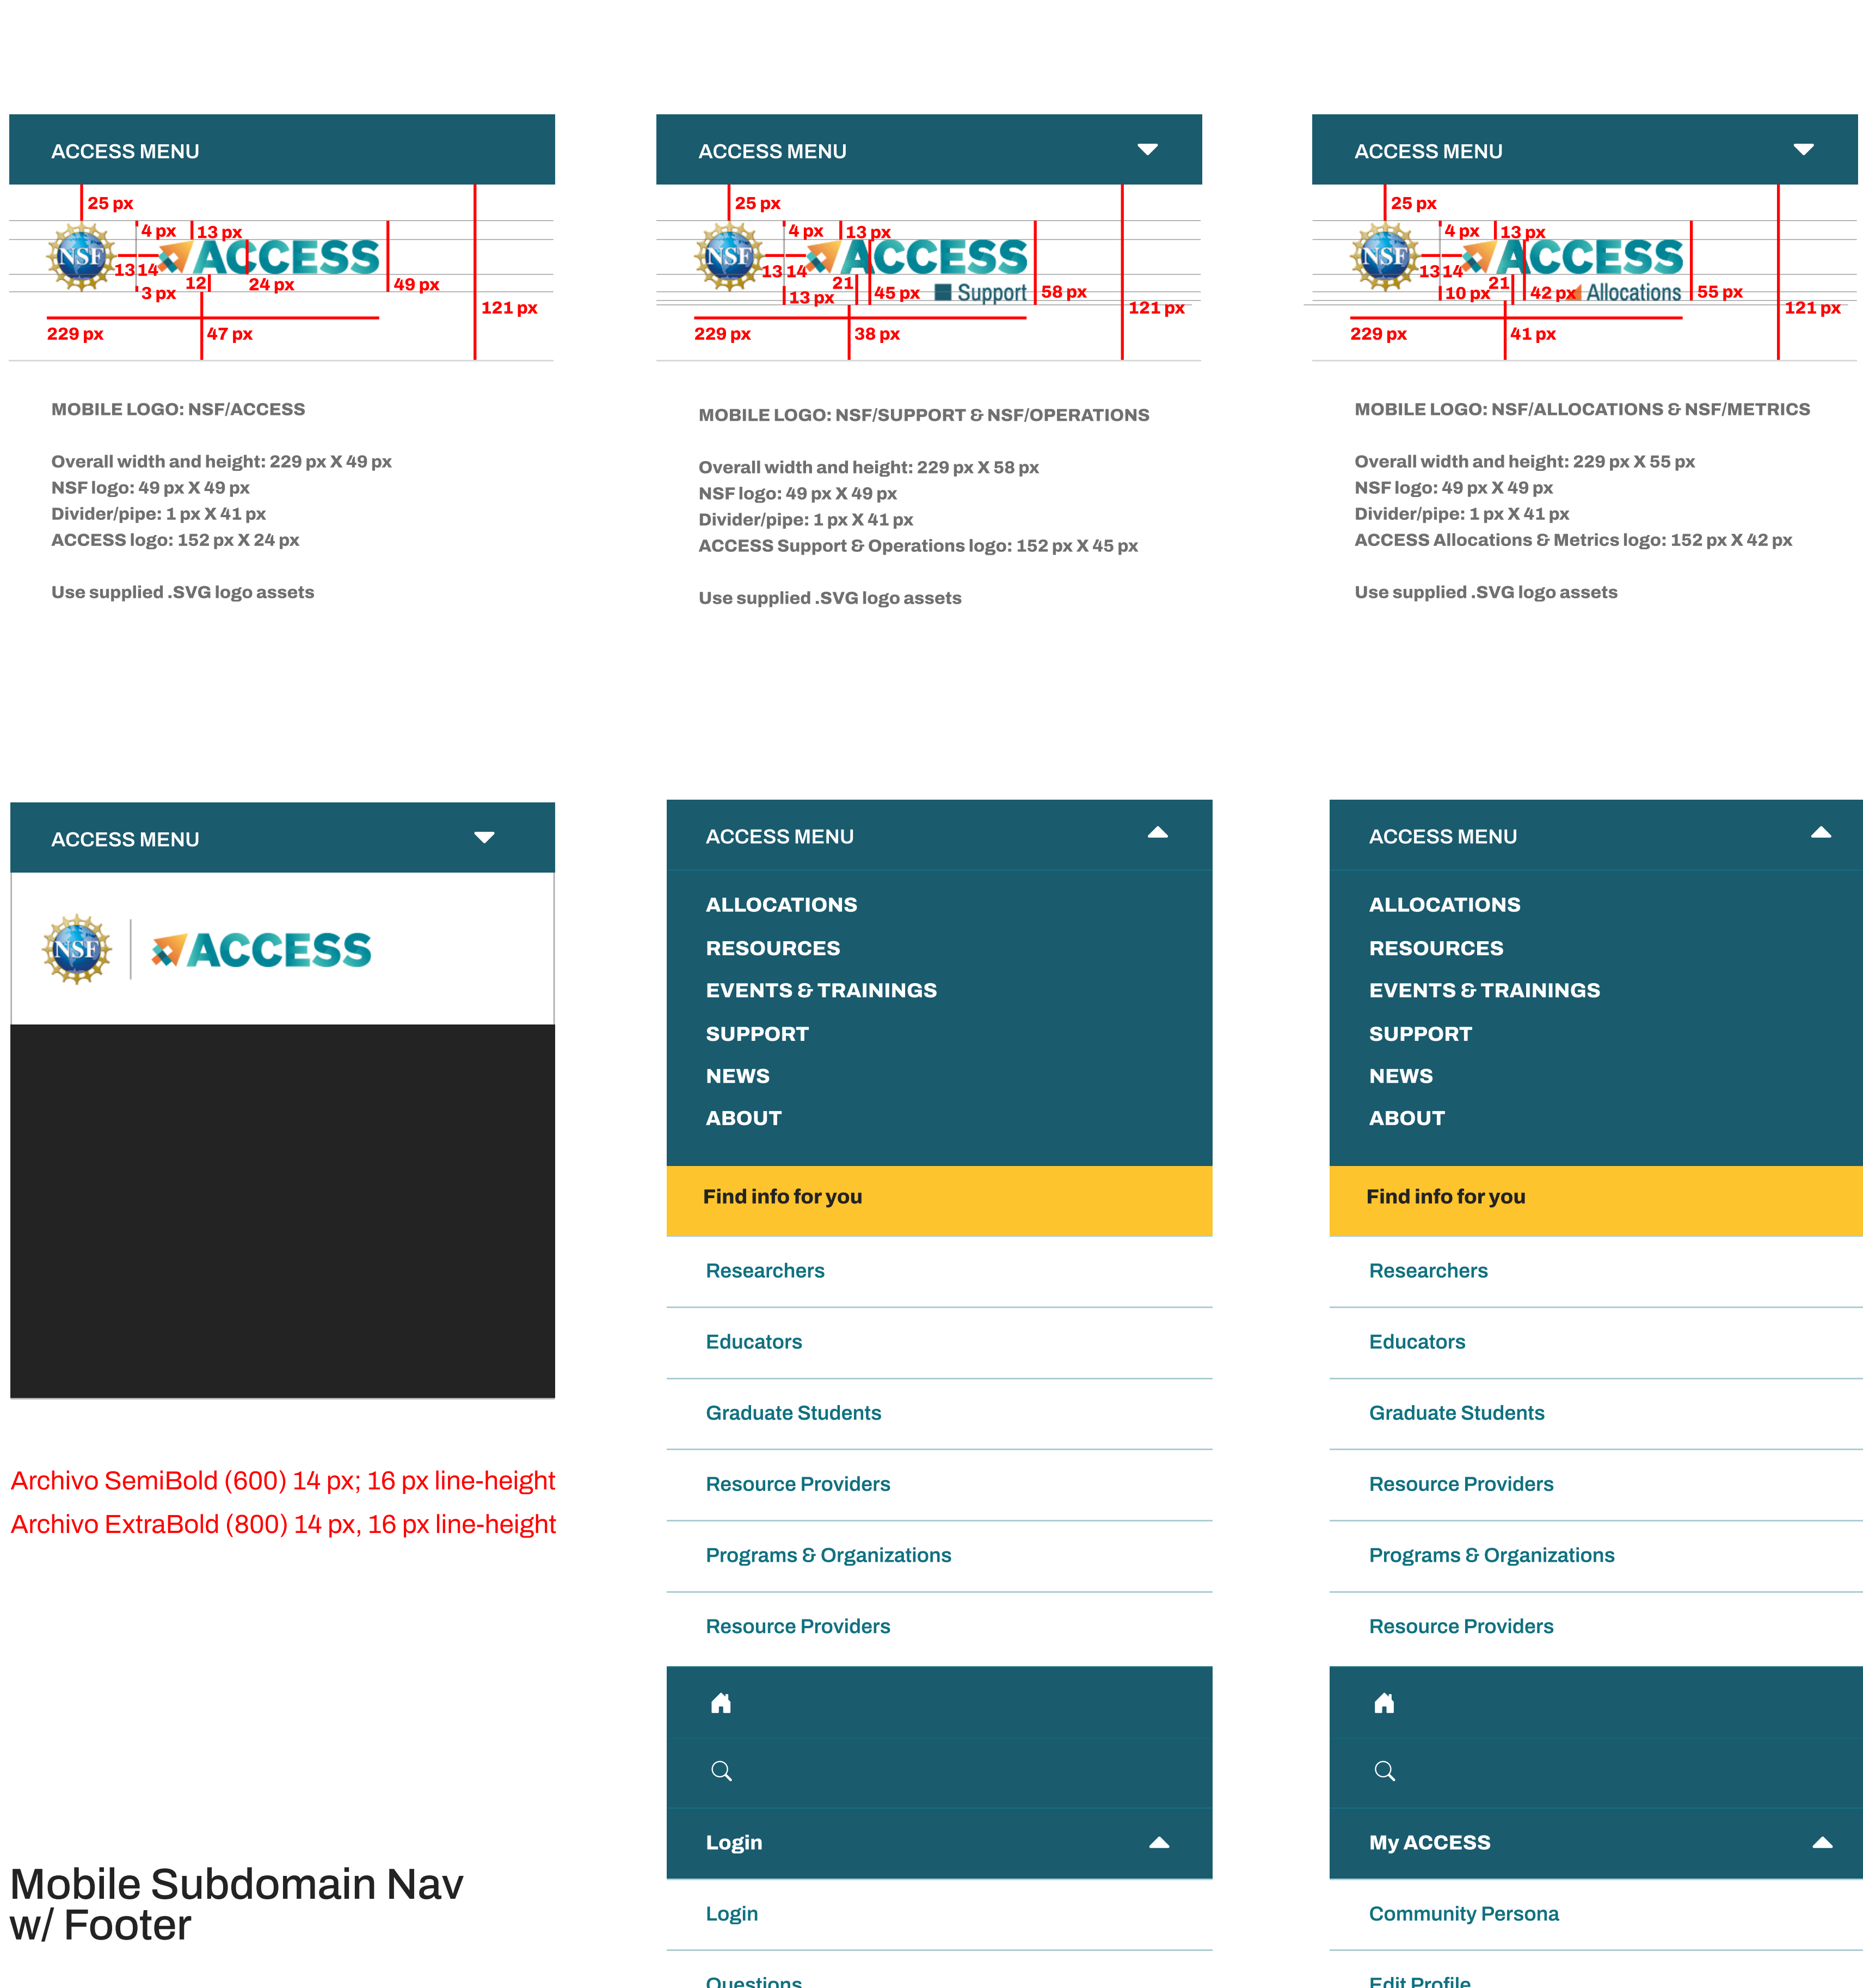 ACCESS MENU
25 px
4 px
13 px
NSF
ACCESS
13
14
12
24 px
49 px
3 px
121 px
229 px
47 px
MOBILE LOGO: NSF/ACCESS
Overall width and height: 229 px X 49 px
NSF logo: 49 px X 49 px
Divider/pipe: 1 px X 41 px
ACCESS logo: 152 px X 24 px
Use supplied .SVG logo assets
ACCESS MENU
25 px
4 px
13 px
NSF
ACCESS
13
14
21
13 px
45 px
Support
58 px
121 px
229 px
38 px
MOBILE LOGO: NSF/SUPPORT & NSF/OPERATIONS
Overall width and height: 229 px X 58 px
NSF logo: 49 px X 49 px
Divider/pipe: 1 px X 41 px
ACCESS Support & Operations logo: 152 px X 45 px
Use supplied .SVG logo assets
ACCESS MENU
25 px
4 px
13 px
NSF
ACCESS
13
14
21
10 px
42 px
Allocations
55 px
121 px
229 px
41 px
MOBILE LOGO: NSF/ALLOCATIONS & NSF/METRICS
Overall width and height: 229 px X 55 px
NSF logo: 49 px X 49 px
Divider/pipe: 1 px X 41 px
ACCESS Allocations & Metrics logo: 152 px X 42 px
Use supplied .SVG logo assets
ACCESS MENU
NSF
ACCESS
Archivo SemiBold (600) 14 px; 16 px line-height
Archivo ExtraBold (800) 14 px, 16 px line-height
Mobile Subdomain Nav
w/ Footer
ACCESS MENU
ALLOCATIONS
RESOURCES
EVENTS & TRAININGS
SUPPORT
NEWS
ABOUT
Find info for you
Researchers
Educators
Graduate Students
Resource Providers
Programs & Organizations
Resource Providers
Login
Login
Questions
ACCESS MENU
ALLOCATIONS
RESOURCES
EVENTS & TRAININGS
SUPPORT
NEWS
ABOUT
Find info for you
Researchers
Educators
Graduate Students
Resource Providers
Programs & Organizations
Resource Providers
My ACCESS
Community Persona
Edit Profile